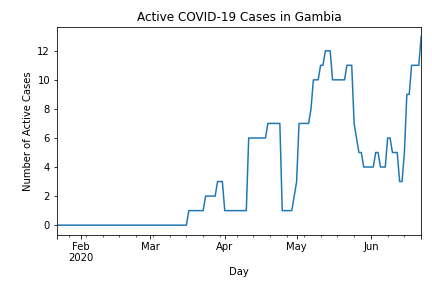 Active COVID-19 Cases in Gambia
12
10
8
6
4
2
0
Number of Active Cases
Feb
2020
Mar
Apr
May
Jun
Day